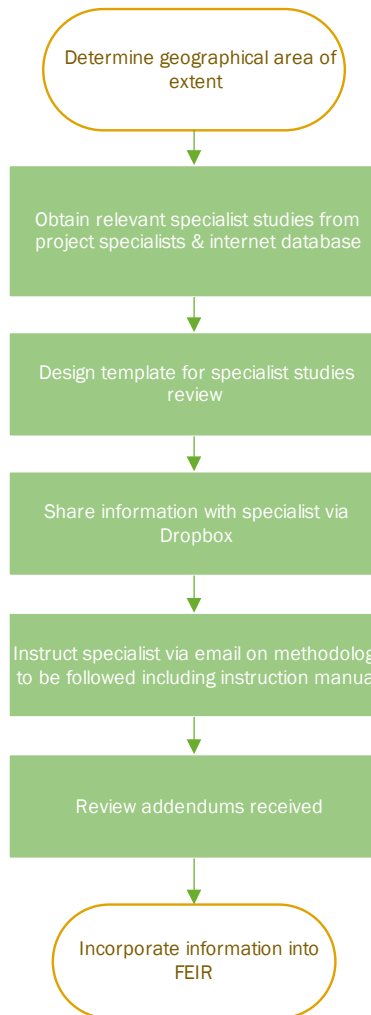 Determine geographical area of
extent
Obtain relevant specialist studies from
project specialists & internet database
Design template for specialist studies
review
Share information with specialist via
Dropbox
Instruct specialist via email on methodolog
to be followed including instruction manua
Review addendums received
Incorporate information into
FEIR